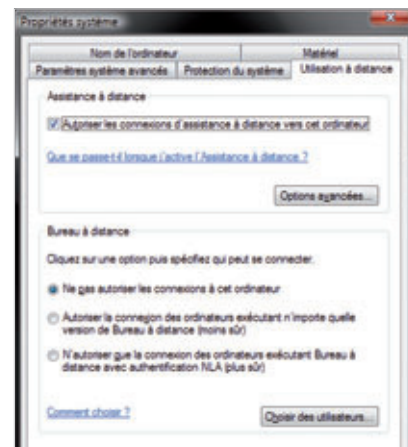 Propriétés système
Nom de l'ordinateur
Matériel
Paramètres système avancés
Protection du système
Utilisation à distance
Assistance à distance
Autoriser les connexions d'assistance à distance vers cet ordinateur
Que se passe-t-il lorsque j'active l'Assistance à distance ?
Options avancées...
Bureau à distance
Cliquez sur une option puis spécifiez qui peut se connecter.
Ne pas autoriser les connexions à cet ordinateur
Autoriser la connexion des ordinateurs exécutant n'importe quelle
version de Bureau à distance (moins sûr)
N'autoriser que la connexion des ordinateurs exécutant Bureau à
distance avec authentification NLA (plus sûr)
Comment choisir ?
Choisir des utilisateurs...